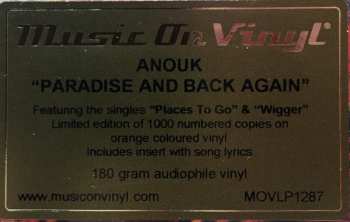 Music On Vinyl®
ANOUK
"PARADISE AND BACK AGAIN"
Featuring the singles "Places To Go" & "Wigger"
Limited edition of 1000 numbered copies on
orange coloured vinyl
Includes insert with song lyrics
180 gram audiophile vinyl
www.musiconvinyl.com MOVLP1287